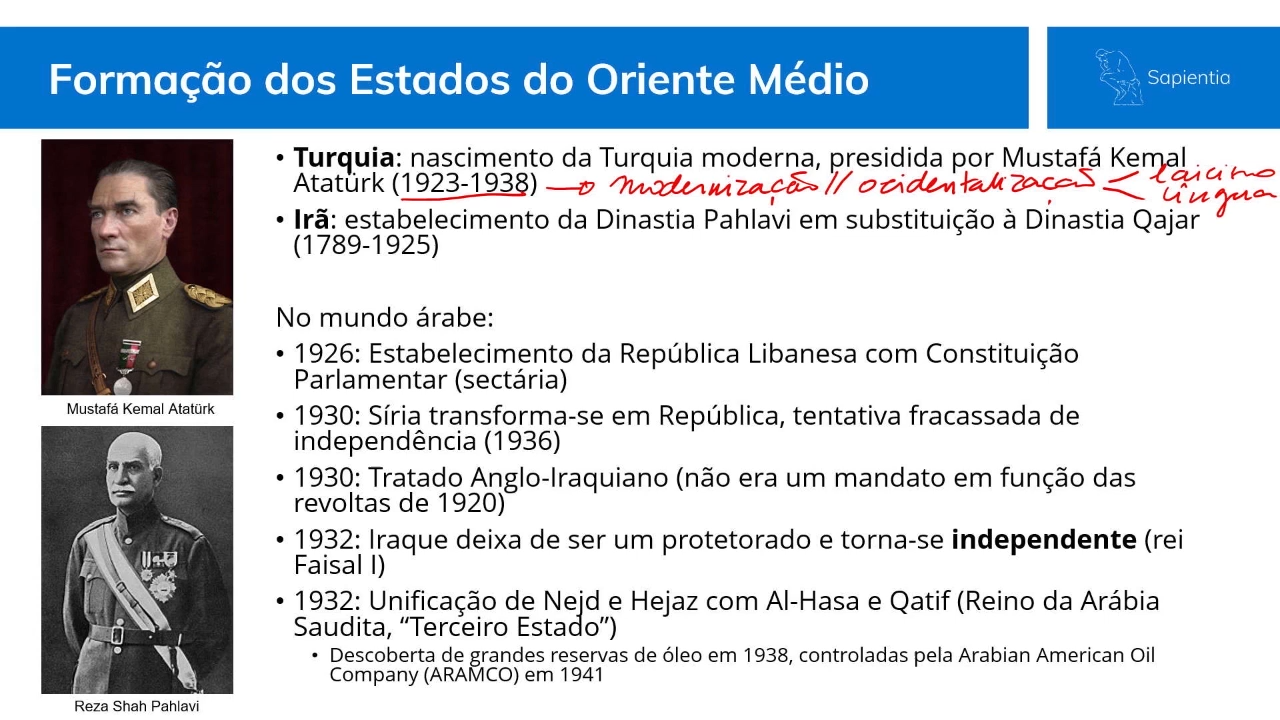 Formação dos Estados do Oriente Médio
Sapientia
• Turquia: nascimento da Turquia moderna, presidida por Mustafá Kemal
Atatürk (1923-1938) → modernização // ocidentalização < laicismo
língua
• Irã: estabelecimento da Dinastia Pahlavi em substituição à Dinastia Qajar
(1789-1925)
No mundo árabe:
• 1926: Estabelecimento da República Libanesa com Constituição
Parlamentar (sectária)
• 1930: Síria transforma-se em República, tentativa fracassada de
independência (1936)
• 1930: Tratado Anglo-Iraquiano (não era um mandato em função das
revoltas de 1920)
• 1932: Iraque deixa de ser um protetorado e torna-se independente (rei
Faisal I)
• 1932: Unificação de Nejd e Hejaz com Al-Hasa e Qatif (Reino da Arábia
Saudita, “Terceiro Estado”)
• Descoberta de grandes reservas de óleo em 1938, controladas pela Arabian American Oil
Company (ARAMCO) em 1941
Mustafá Kemal Atatürk
Reza Shah Pahlavi